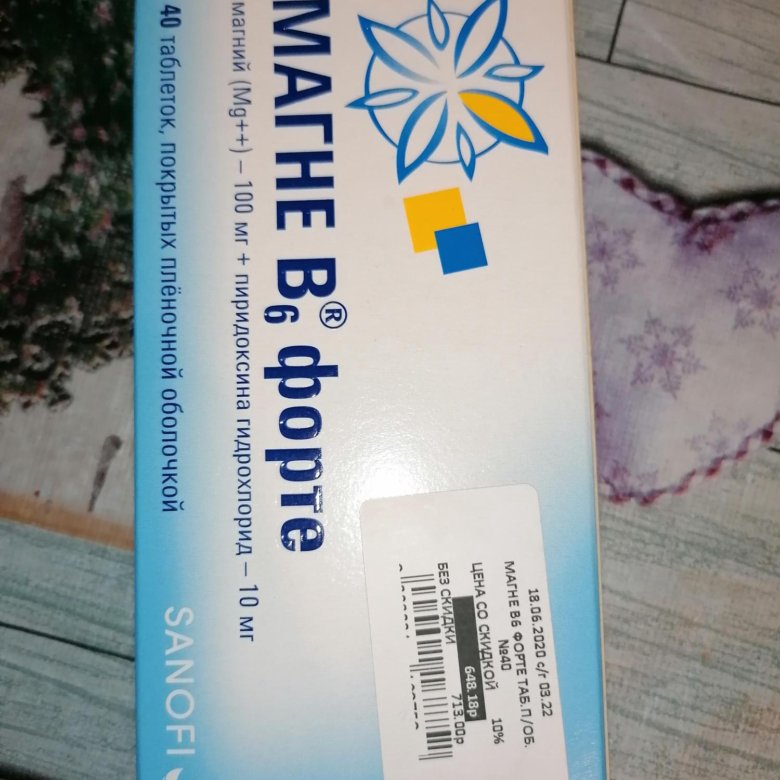 МАГНЕ B6® форте
магний (Mg++) – 100 мг + пиридоксина гидрохлорид – 10 мг
40 таблеток, покрытых плёночной оболочкой
SANOFI
18.06.2020 с/г 03.22
МАГНЕ В6 ФОРТЕ ТАБ.П/ОБ.
№40
ЦЕНА СО СКИДКОЙ 10%
648.18р
БЕЗ СКИДКИ 713.00р